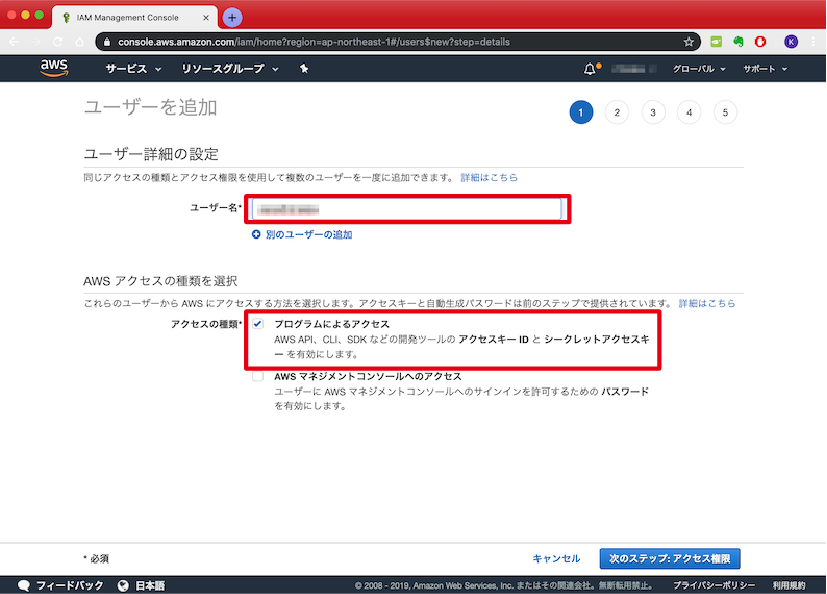 IAM Management Console
console.aws.amazon.com/iam/home?region=ap-northeast-1#/users$new?step=details
K
aws サービス リソースグループ グローバル サポート
ユーザーを追加 1 2 3 4 5
ユーザー詳細の設定
同じアクセスの種類とアクセス権限を使用して複数のユーザーを一度に追加できます。 詳細はこちら
ユーザー名*
別のユーザーの追加
AWS アクセスの種類を選択
これらのユーザーから AWS にアクセスする方法を選択します。アクセスキーと自動生成パスワードは前のステップで提供されています。 詳細はこちら
アクセスの種類* プログラムによるアクセス
AWS API、CLI、SDK などの開発ツールの アクセスキー ID と シークレットアクセスキ
ー を有効にします。
AWS マネジメントコンソールへのアクセス
ユーザーに AWS マネジメントコンソールへのサインインを許可するための パスワード
を有効にします。
* 必須 キャンセル 次のステップ: アクセス権限
フィードバック 日本語 © 2008 - 2019, Amazon Web Services, Inc. またはその関連会社。無断転用禁止。 プライバシーポリシー 利用規約